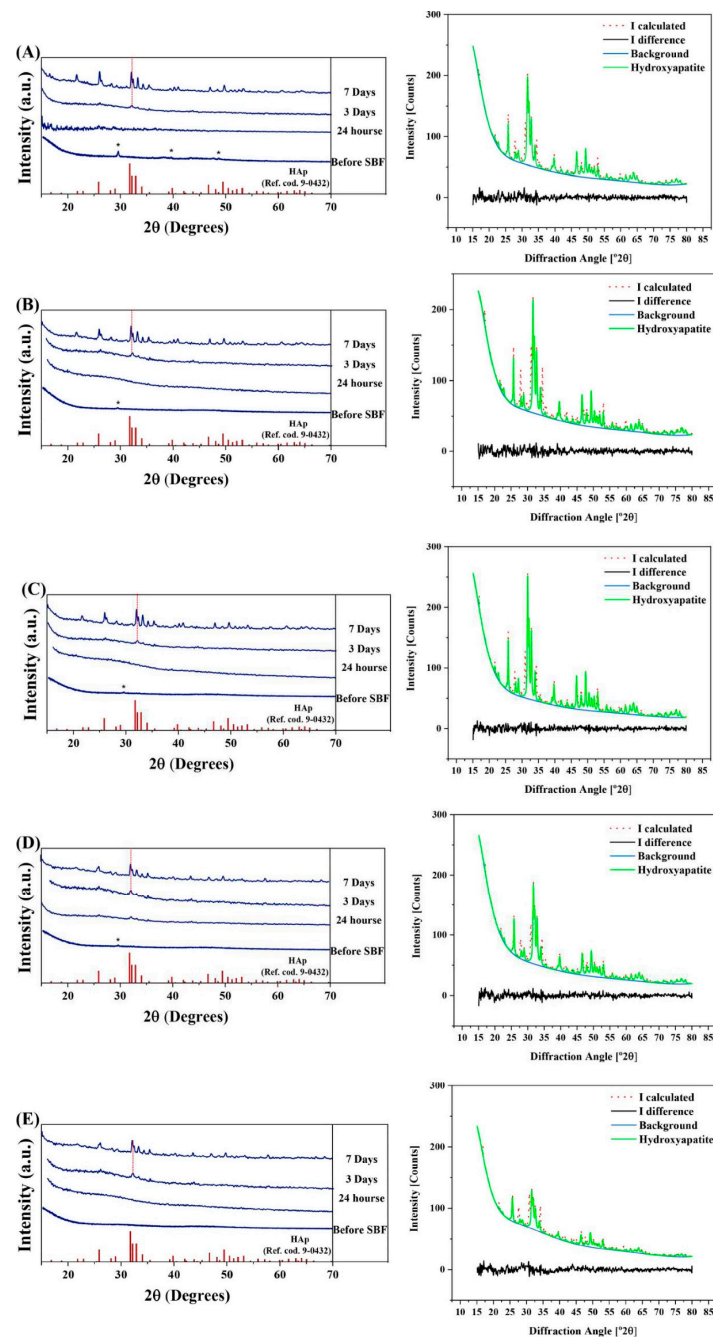 (A)
Intensity (a.u.)
7 Days
3 Days
24 hourse
* * *
Before SBF
HAp
(Ref. cod. 9-0432)
20 30 40 50 60 70
2θ (Degrees)
Intensity [Counts]
300
200
100
0
I calculated
I difference
Background
Hydroxyapatite
10 15 20 25 30 35 40 45 50 55 60 65 70 75 80 85
Diffraction Angle [°2θ]
(B)
Intensity (a.u.)
7 Days
3 Days
24 hourse
*
Before SBF
HAp
(Ref. cod. 9-0432)
20 30 40 50 60 70
2θ (Degrees)
Intensity [Counts]
200
100
0
I calculated
I difference
Background
Hydroxyapatite
10 15 20 25 30 35 40 45 50 55 60 65 70 75 80 85
Diffraction Angle [°2θ]
(C)
Intensity (a.u.)
7 Days
3 Days
24 hourse
*
Before SBF
HAp
(Ref. cod. 9-0432)
20 30 40 50 60 70
2θ (Degrees)
Intensity [Counts]
300
200
100
0
I calculated
I difference
Background
Hydroxyapatite
10 15 20 25 30 35 40 45 50 55 60 65 70 75 80 85
Diffraction Angle [°2θ]
(D)
Intensity (a.u.)
7 Days
3 Days
24 hourse
*
Before SBF
HAp
(Ref. cod. 9-0432)
20 30 40 50 60 70
2θ (Degrees)
Intensity [Counts]
300
200
100
0
I calculated
I difference
Background
Hydroxyapatite
10 15 20 25 30 35 40 45 50 55 60 65 70 75 80 85
Diffraction Angle [°2θ]
(E)
Intensity (a.u.)
7 Days
3 Days
24 hourse
Before SBF
HAp
(Ref. cod. 9-0432)
20 30 40 50 60 70
2θ (Degrees)
Intensity [Counts]
300
200
100
0
I calculated
I difference
Background
Hydroxyapatite
10 15 20 25 30 35 40 45 50 55 60 65 70 75 80 85
Diffraction Angle [°2θ]